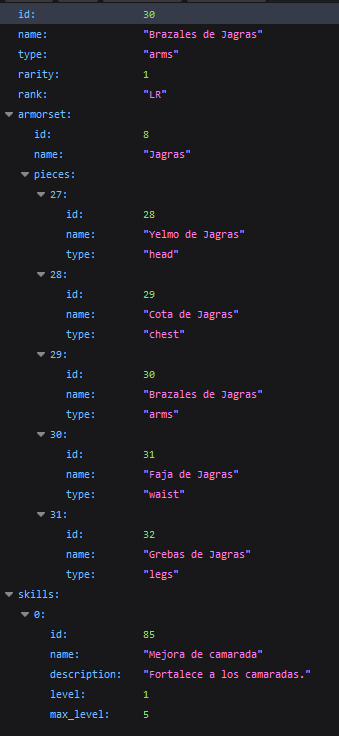 id: 30
name: "Brazales de Jagras"
type: "arms"
rarity: 1
rank: "LR"
armorset:
id: 8
name: "Jagras"
pieces:
27:
id: 28
name: "Yelmo de Jagras"
type: "head"
28:
id: 29
name: "Cota de Jagras"
type: "chest"
29:
id: 30
name: "Brazales de Jagras"
type: "arms"
30:
id: 31
name: "Faja de Jagras"
type: "waist"
31:
id: 32
name: "Grebas de Jagras"
type: "legs"
skills:
0:
id: 85
name: "Mejora de camarada"
description: "Fortalece a los camaradas."
level: 1
max_level: 5